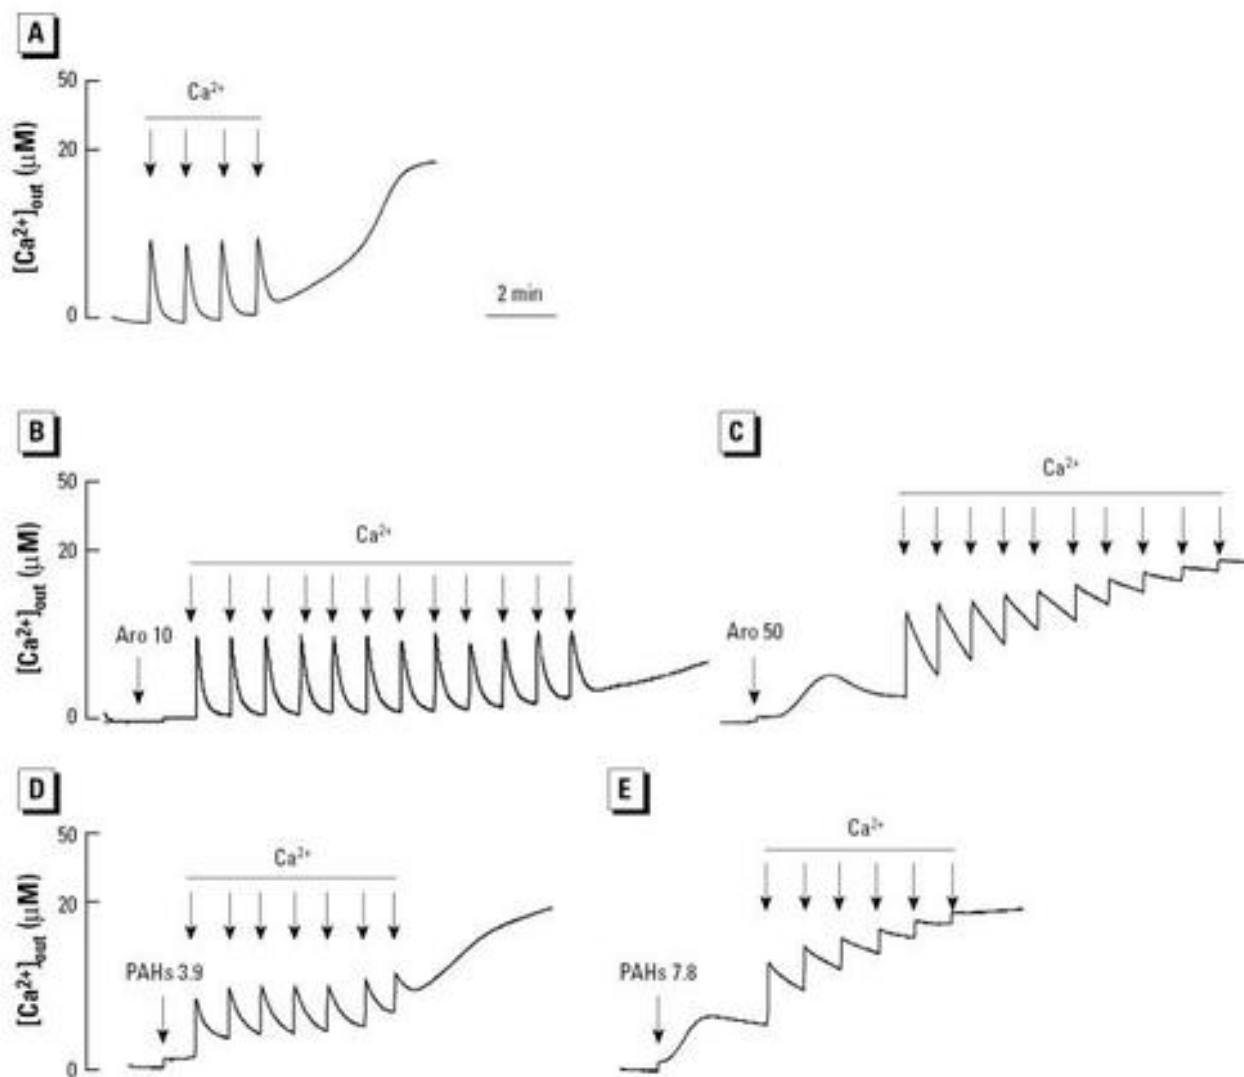 A
50
Ca²⁺
20
[Ca²⁺]out (µM)
0
2 min
B
C
50
Ca²⁺
Ca²⁺
20
[Ca²⁺]out (µM)
Aro 10
Aro 50
0
D
E
50
Ca²⁺
Ca²⁺
20
[Ca²⁺]out (µM)
PAHs 3.9
PAHs 7.8
0